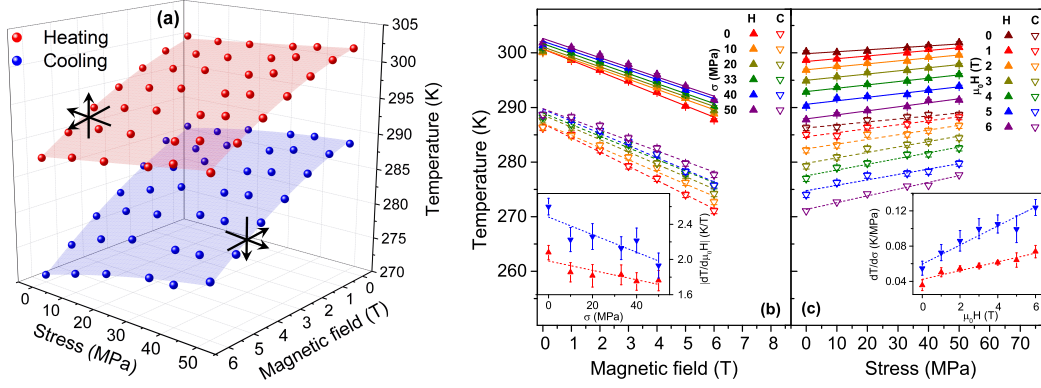 (a)
Heating
Cooling
305
300
295
290
285
280
275
270
Temperature (K)
0
10
20
30
40
50
Stress (MPa)
6
5
4
3
2
1
0
Magnetic field (T)
H C
0
10
20
33
40
50
σ (MPa)
300
290
280
270
260
Temperature (K)
2.4
2.0
1.6
|dT/dμ₀H| (K/T)
0 20 40
σ (MPa)
(b)
0 1 2 3 4 5 6 7 8
Magnetic field (T)
H C
0
1
2
3
4
5
6
μ₀H (T)
0.12
0.08
0.04
dT/dσ (K/MPa)
0 2 4 6
μ₀H (T)
(c)
0 10 20 30 40 50 60 70
Stress (MPa)